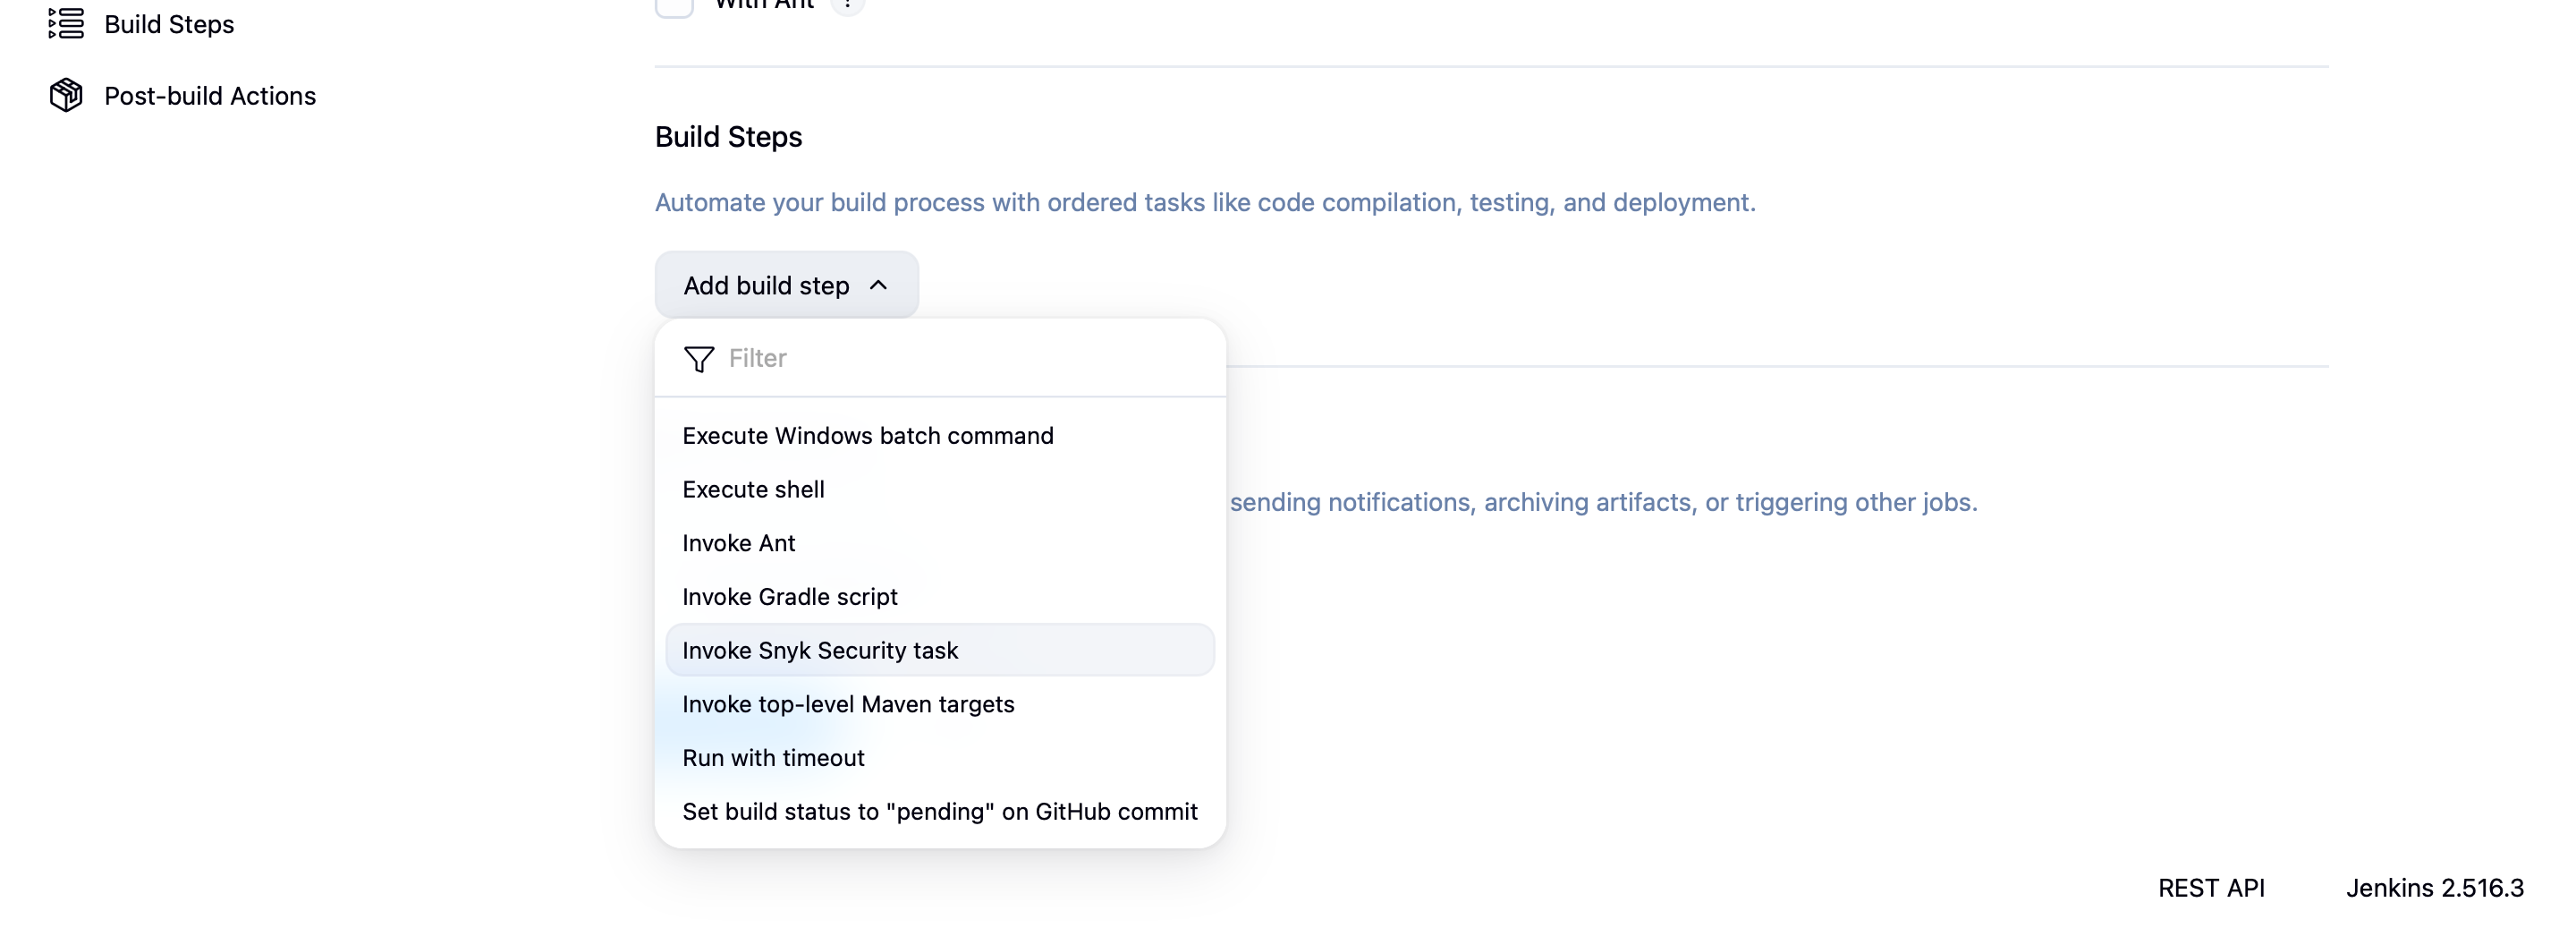 Build Steps
Post-build Actions
With Ant ?
Build Steps
Automate your build process with ordered tasks like code compilation, testing, and deployment.
Add build step
Filter
Execute Windows batch command
Execute shell
Invoke Ant
Invoke Gradle script
Invoke Snyk Security task
Invoke top-level Maven targets
Run with timeout
Set build status to "pending" on GitHub commit
sending notifications, archiving artifacts, or triggering other jobs.
REST API
Jenkins 2.516.3